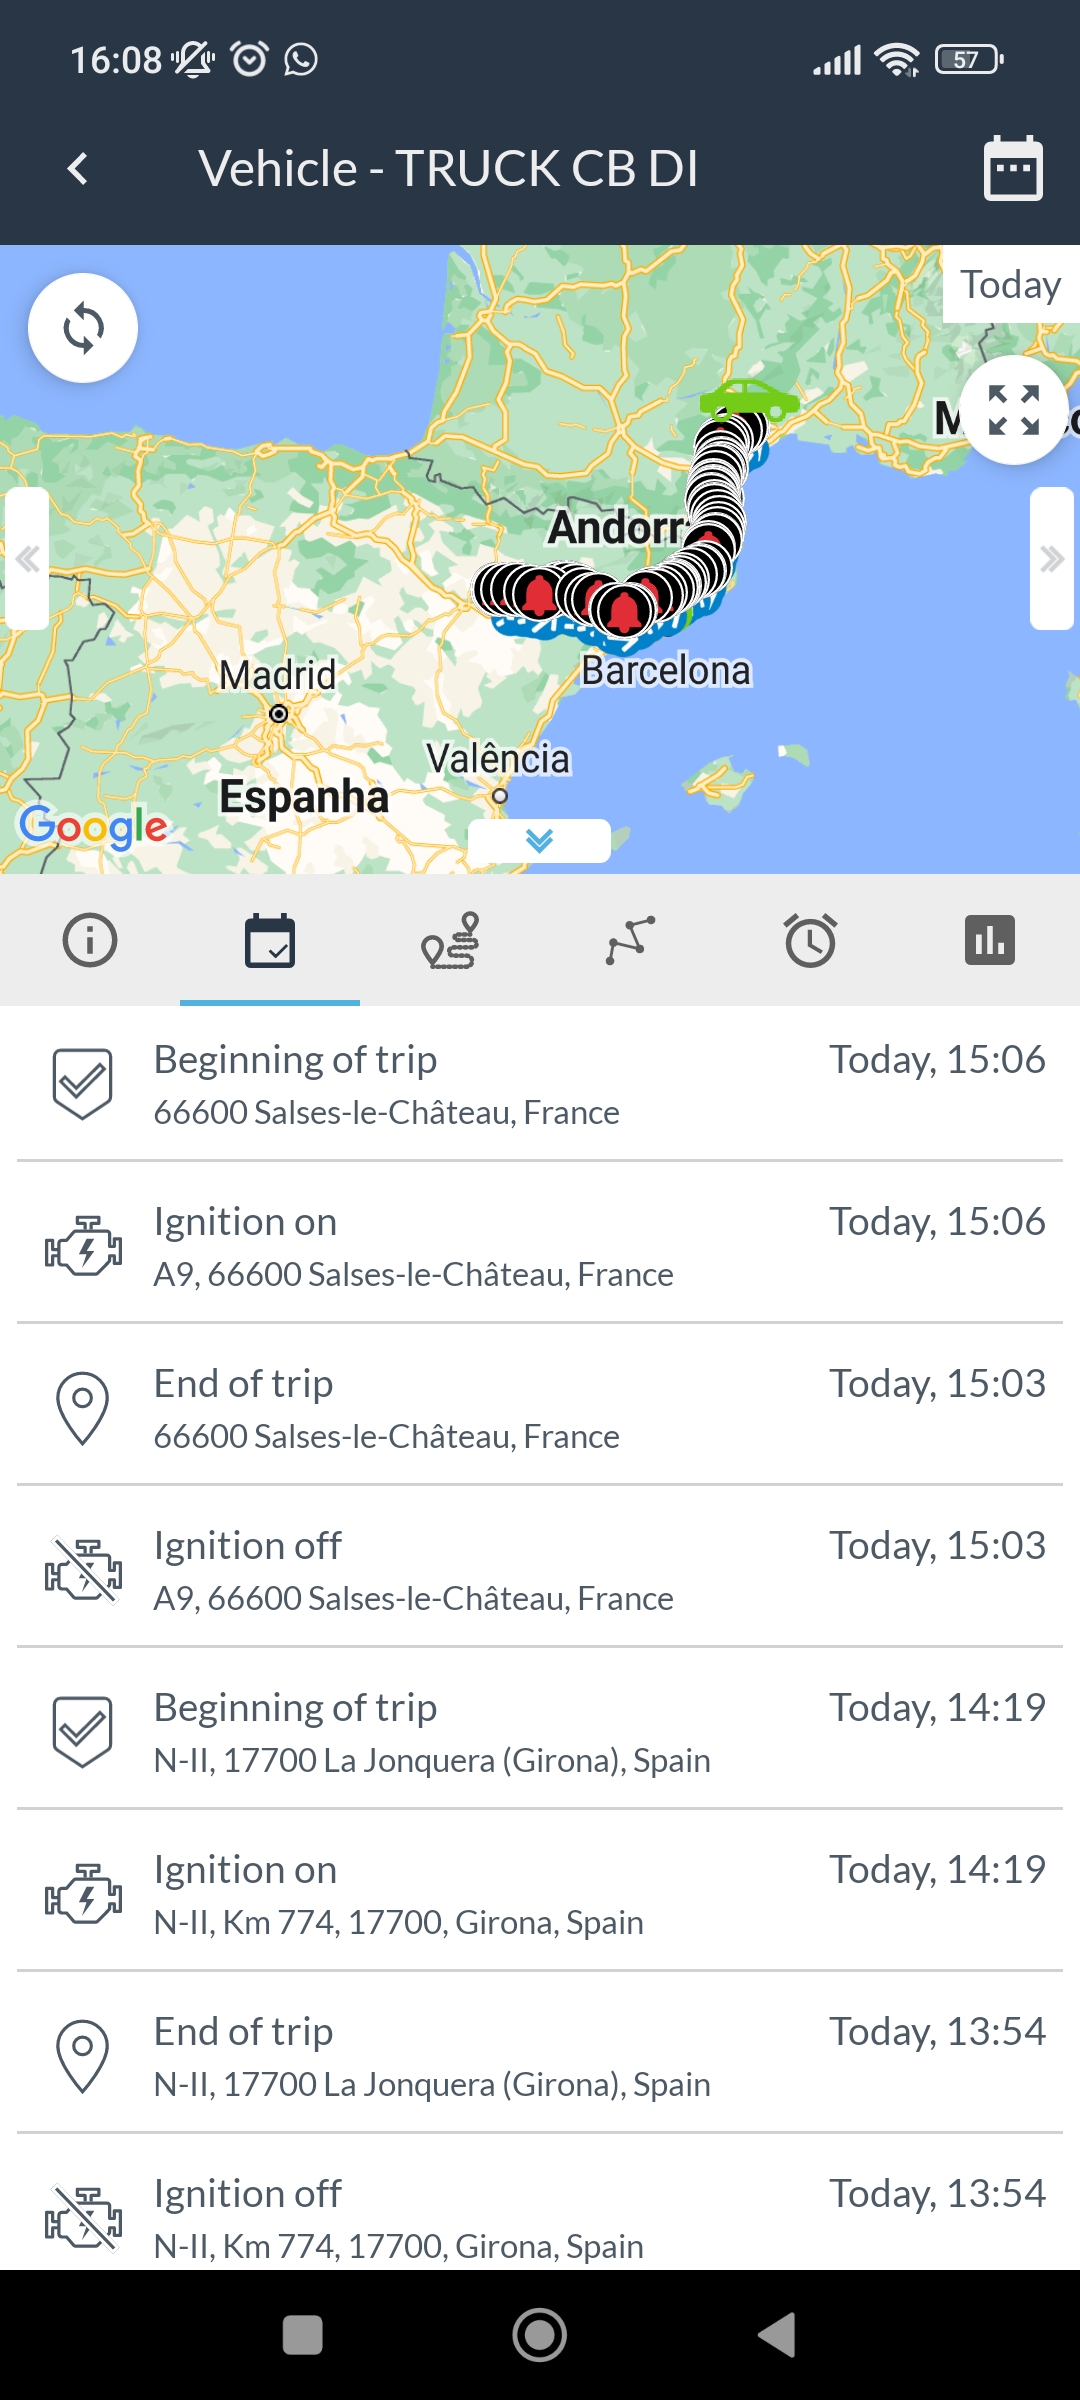 16:08
57
Vehicle - TRUCK CB DI
Today
Andorr
Barcelona
Madrid
Valência
Espanha
Google
Beginning of trip
Today, 15:06
66600 Salses-le-Château, France
Ignition on
Today, 15:06
A9, 66600 Salses-le-Château, France
End of trip
Today, 15:03
66600 Salses-le-Château, France
Ignition off
Today, 15:03
A9, 66600 Salses-le-Château, France
Beginning of trip
Today, 14:19
N-II, 17700 La Jonquera (Girona), Spain
Ignition on
Today, 14:19
N-II, Km 774, 17700, Girona, Spain
End of trip
Today, 13:54
N-II, 17700 La Jonquera (Girona), Spain
Ignition off
Today, 13:54
N-II, Km 774, 17700, Girona, Spain